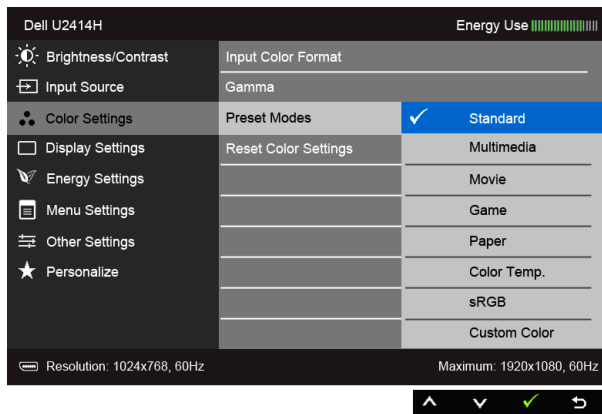 Dell U2414H Energy Use
Brightness/Contrast Input Color Format
Input Source Gamma
Color Settings Preset Modes Standard
Display Settings Reset Color Settings Multimedia
Energy Settings Movie
Menu Settings Game
Other Settings Paper
Personalize Color Temp.
sRGB
Custom Color
Resolution: 1024x768, 60Hz Maximum: 1920x1080, 60Hz